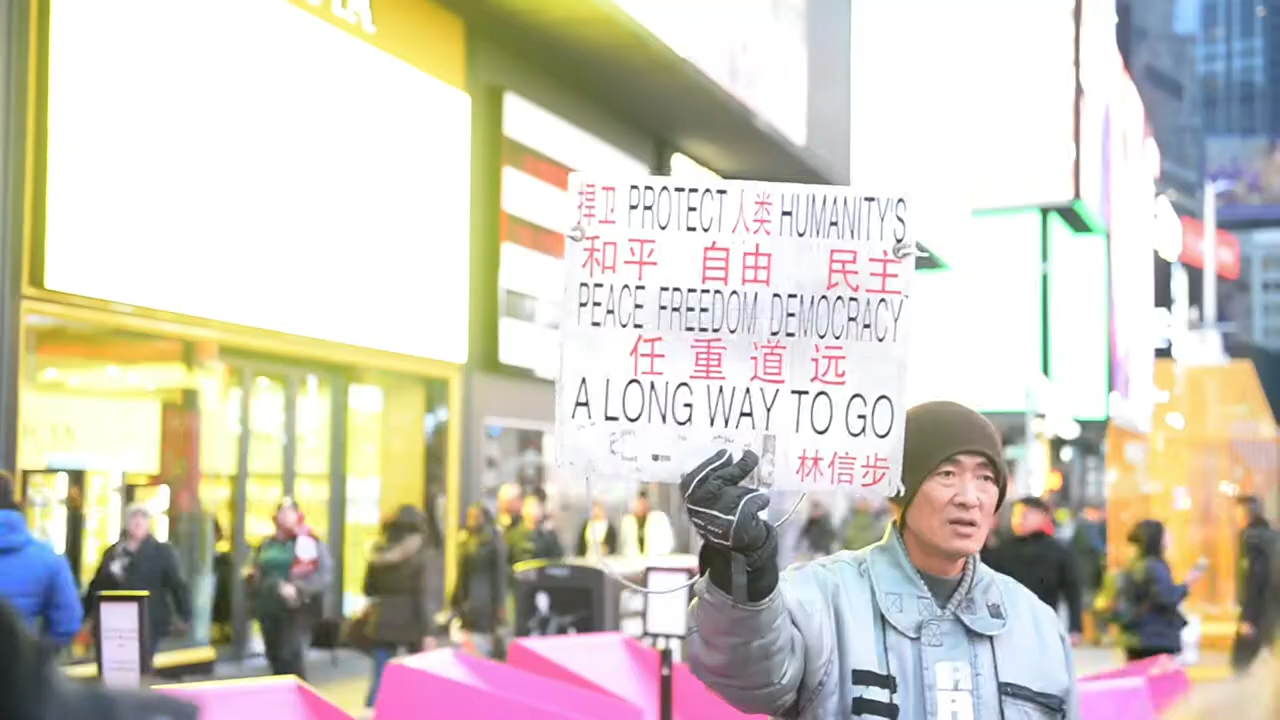 捍卫 PROTECT 人类 HUMANITY'S
和平 自由 民主
PEACE FREEDOM DEMOCRACY
任重道远
A LONG WAY TO GO
林信步